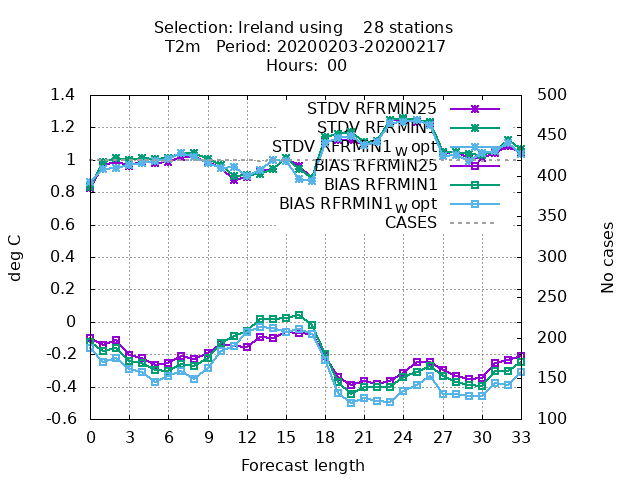 Selection: Ireland using 28 stations
T2m Period: 20200203-20200217
Hours: 00
1.4
1.2
1
0.8
0.6
0.4
0.2
0
-0.2
-0.4
-0.6
deg C
500
450
400
350
300
250
200
150
100
No cases
STDV RFRMIN25
STDV RFRMIN1
STDV RFRMIN1w opt
BIAS RFRMIN25
BIAS RFRMIN1
BIAS RFRMIN1w opt
CASES
0 3 6 9 12 15 18 21 24 27 30 33
Forecast length